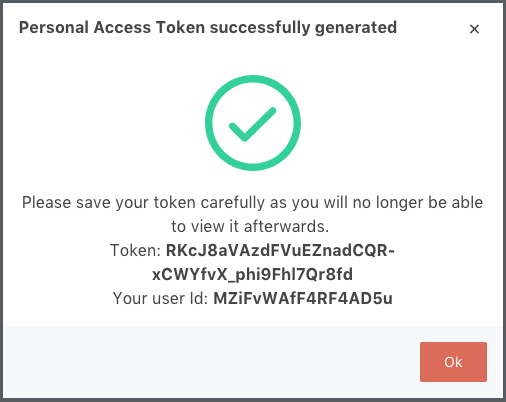 Personal Access Token successfully generated ×
Please save your token carefully as you will no longer be able
to view it afterwards.
Token: RKcJ8aVAzdFVuEZnadCQR-
xCWYfvX_phi9Fhl7Qr8fd
Your user Id: MZiFvWAfF4RF4AD5u
Ok